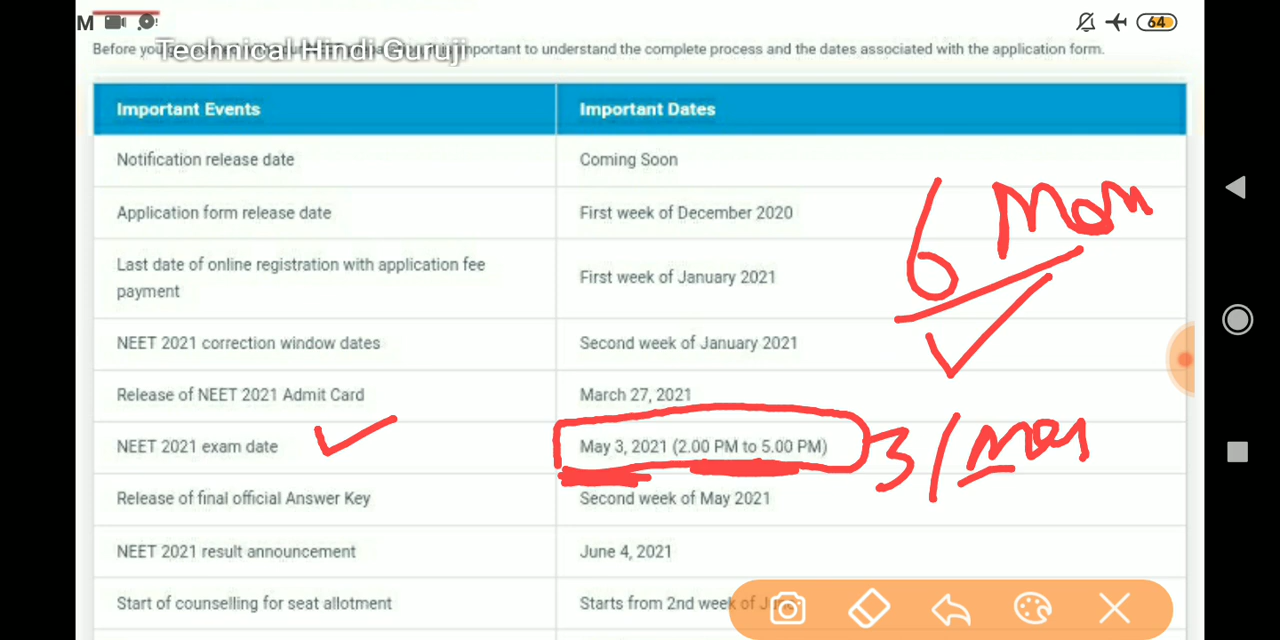 M 64
Technical Hindi Guruji
Before you important to understand the complete process and the dates associated with the application form.
Important Events Important Dates
Notification release date Coming Soon
Application form release date First week of December 2020
Last date of online registration with application fee
payment First week of January 2021
6 Mon
NEET 2021 correction window dates Second week of January 2021
Release of NEET 2021 Admit Card March 27, 2021
NEET 2021 exam date May 3, 2021 (2.00 PM to 5.00 PM) 3/
Release of final official Answer Key Second week of May 2021
NEET 2021 result announcement June 4, 2021
Start of counselling for seat allotment Starts from 2nd week of